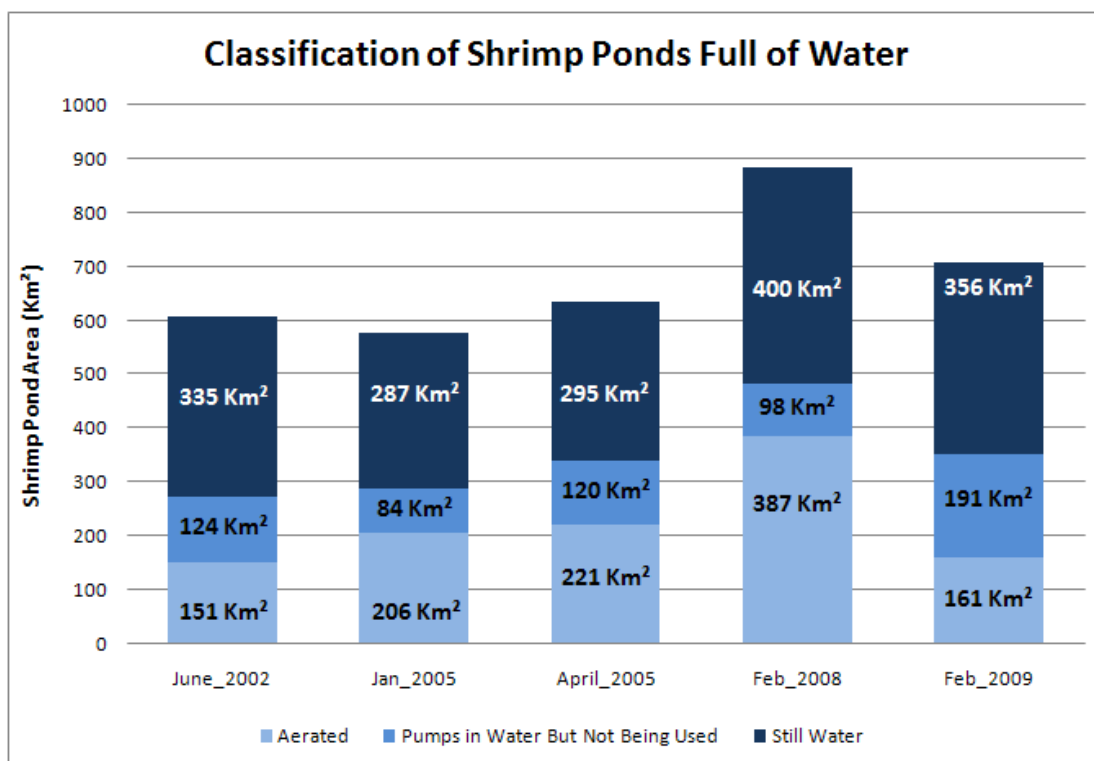 Classification of Shrimp Ponds Full of Water
Shrimp Pond Area (Km²)
1000
900
800
700
600
500
400
300
200
100
0
335 Km²
124 Km²
151 Km²
287 Km²
84 Km²
206 Km²
295 Km²
120 Km²
221 Km²
400 Km²
98 Km²
387 Km²
356 Km²
191 Km²
161 Km²
June_2002 Jan_2005 April_2005 Feb_2008 Feb_2009
Aerated Pumps in Water But Not Being Used Still Water